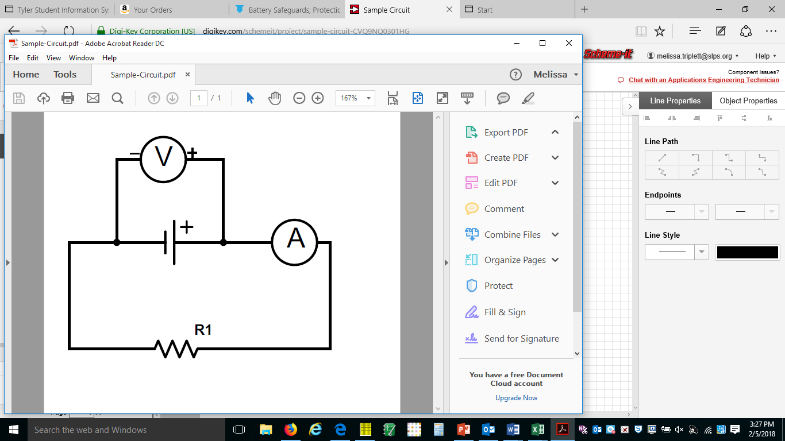 Tyler Student Information Sy
Your Orders
Battery Safeguards, Protectic
Sample Circuit
Start
Digi-Key Corporation [US] digikey.com/schemeit/project/sample-circuit-CVQ9NQ0301HG
Sample-Circuit.pdf - Adobe Acrobat Reader DC
File Edit View Window Help
Home Tools Sample-Circuit.pdf × Melissa
1 / 1 167%
Scheme-it
melissa.triplett@slps.org Help
Component Issues?
Chat with an Applications Engineering Technician
Line Properties Object Properties
Line Path
Endpoints
Line Style
V
− +
+
A
R1
Export PDF
Create PDF
Edit PDF
Comment
Combine Files
Organize Pages
Protect
Fill & Sign
Send for Signature
You have a free Document
Cloud account
Upgrade Now
Search the web and Windows
3:27 PM
2/5/2018